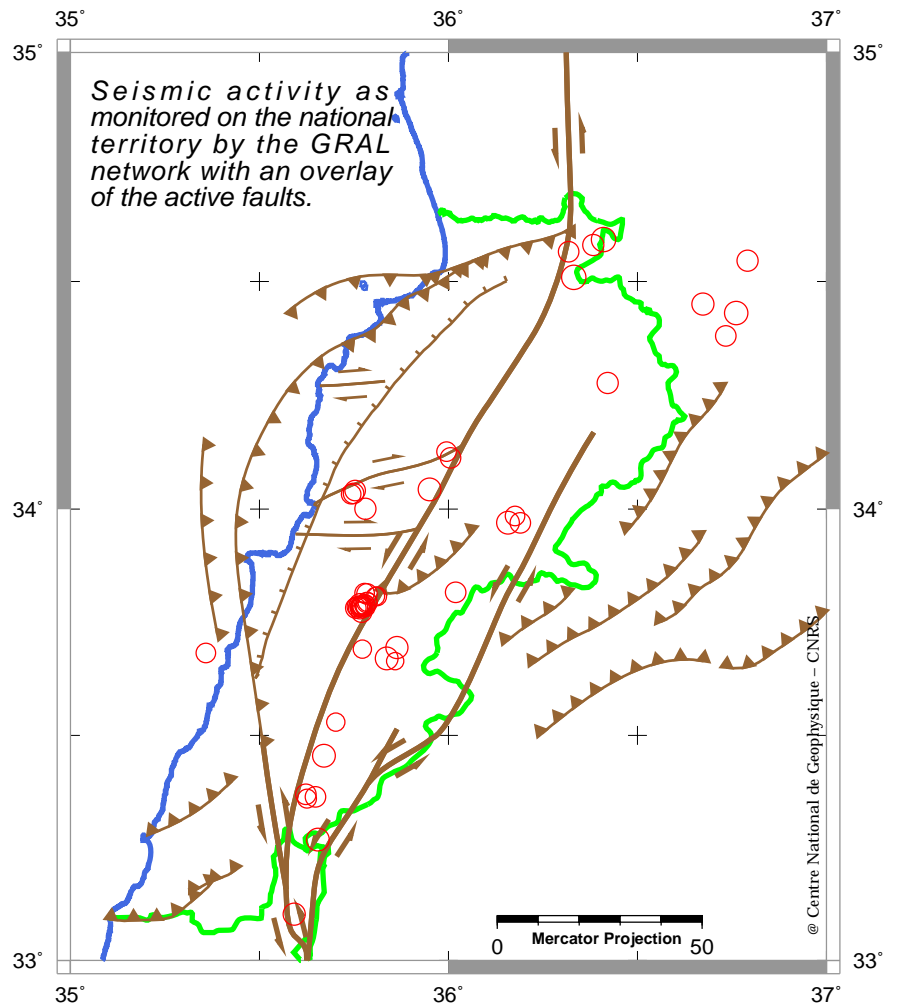 35˚ 36˚ 37˚
35˚ 35˚
Seismic activity as
monitored on the national
territory by the GRAL
network with an overlay
of the active faults.
34˚ 34˚
@ Centre National de Geophysique – CNRS
Mercator Projection
0 50
33˚ 33˚
35˚ 36˚ 37˚